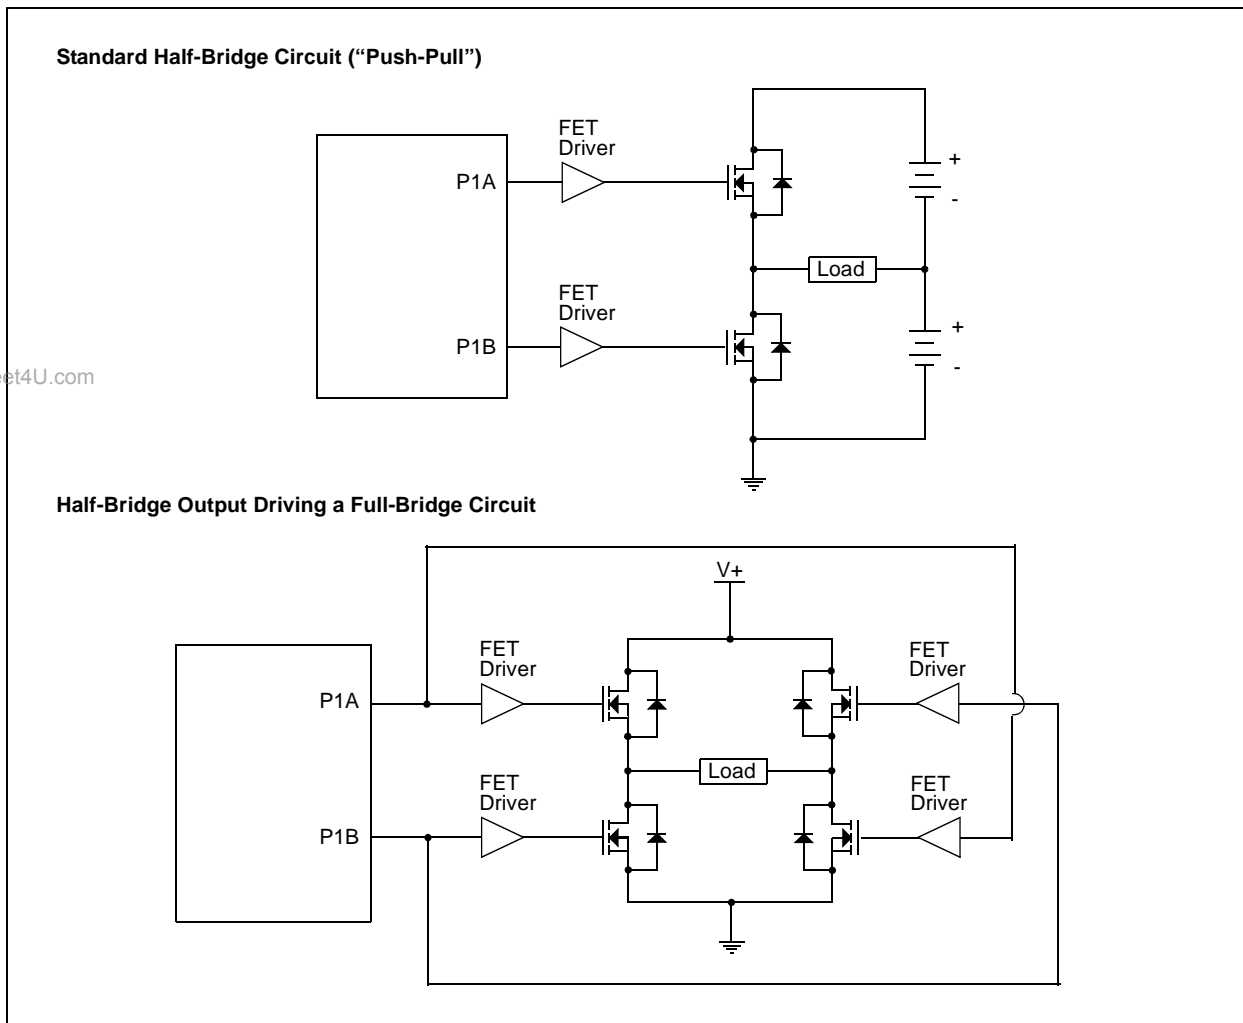 Standard Half-Bridge Circuit (“Push-Pull”)
FET
Driver
P1A
+
-
Load
FET
Driver
P1B
+
-
eet4U.com
Half-Bridge Output Driving a Full-Bridge Circuit
V+
FET
Driver
FET
Driver
P1A
Load
FET
Driver
FET
Driver
P1B